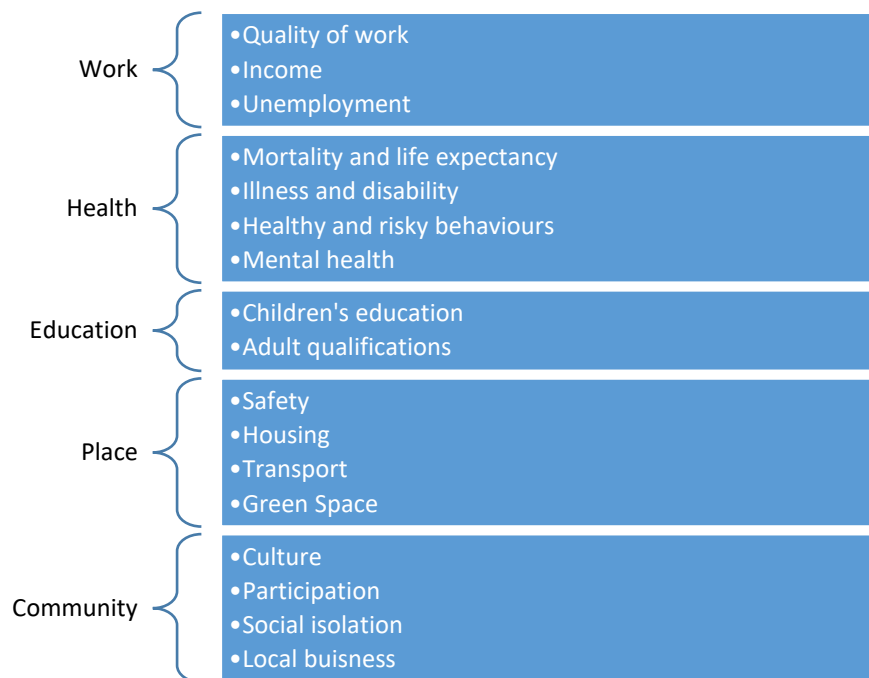 Work
•Quality of work
•Income
•Unemployment
Health
•Mortality and life expectancy
•Illness and disability
•Healthy and risky behaviours
•Mental health
Education
•Children's education
•Adult qualifications
Place
•Safety
•Housing
•Transport
•Green Space
Community
•Culture
•Participation
•Social isolation
•Local buisness